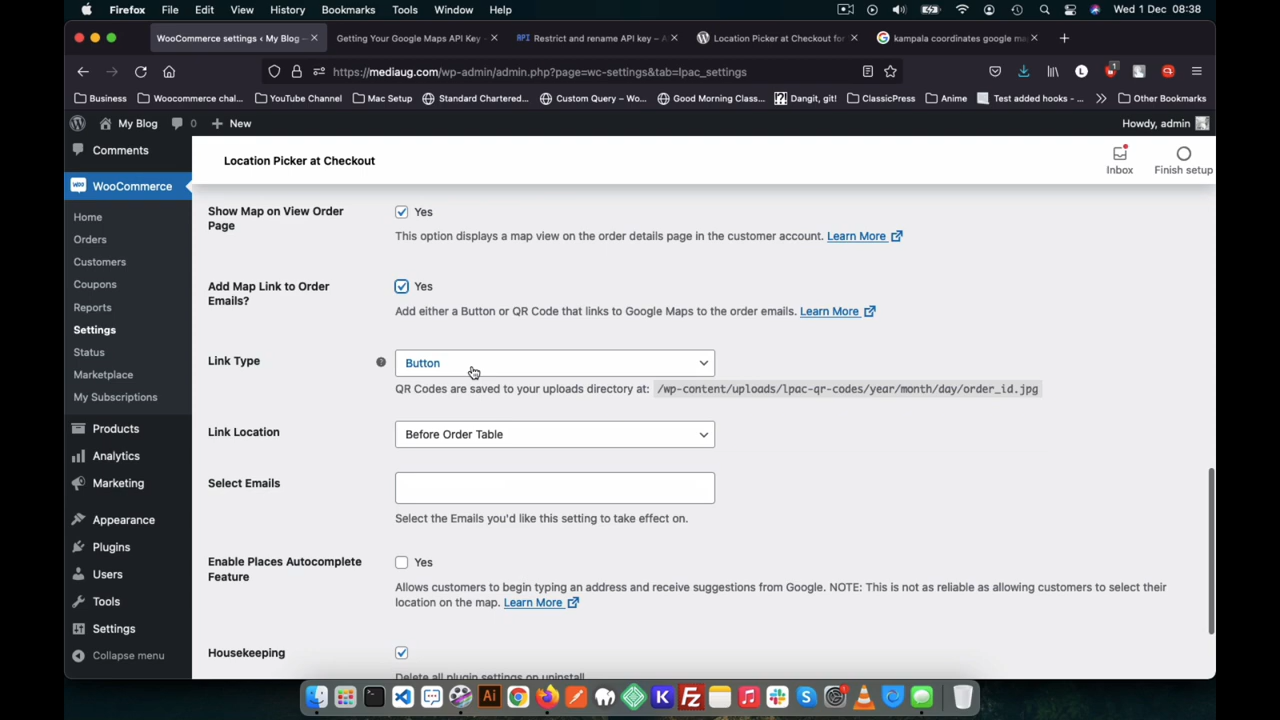 Firefox File Edit View History Bookmarks Tools Window Help Wed 1 Dec 08:38
WooCommerce settings ‹ My Blog — Getting Your Google Maps API Key Restrict and rename API key – Location Picker at Checkout for kampala coordinates google ma
https://mediaug.com/wp-admin/admin.php?page=wc-settings&tab=lpac_settings
Business Woocommerce chal... YouTube Channel Mac Setup Standard Chartered... Custom Query – Wo... Good Morning Class... Dangit, git! ClassicPress Anime Test added hooks - ... Other Bookmarks
My Blog 0 New Howdy, admin
Comments
Location Picker at Checkout
Inbox
Finish setup
WooCommerce
Home
Orders
Customers
Coupons
Reports
Settings
Status
Marketplace
My Subscriptions
Products
Analytics
Marketing
Appearance
Plugins
Users
Tools
Settings
Collapse menu
Show Map on View Order
Page
Yes
This option displays a map view on the order details page in the customer account. Learn More
Add Map Link to Order
Emails?
Yes
Add either a Button or QR Code that links to Google Maps to the order emails. Learn More
Link Type
Button
QR Codes are saved to your uploads directory at: /wp-content/uploads/lpac-qr-codes/year/month/day/order_id.jpg
Link Location
Before Order Table
Select Emails
Select the Emails you'd like this setting to take effect on.
Enable Places Autocomplete
Feature
Yes
Allows customers to begin typing an address and receive suggestions from Google. NOTE: This is not as reliable as allowing customers to select their
location on the map. Learn More
Housekeeping
Delete all plugin settings on uninstall